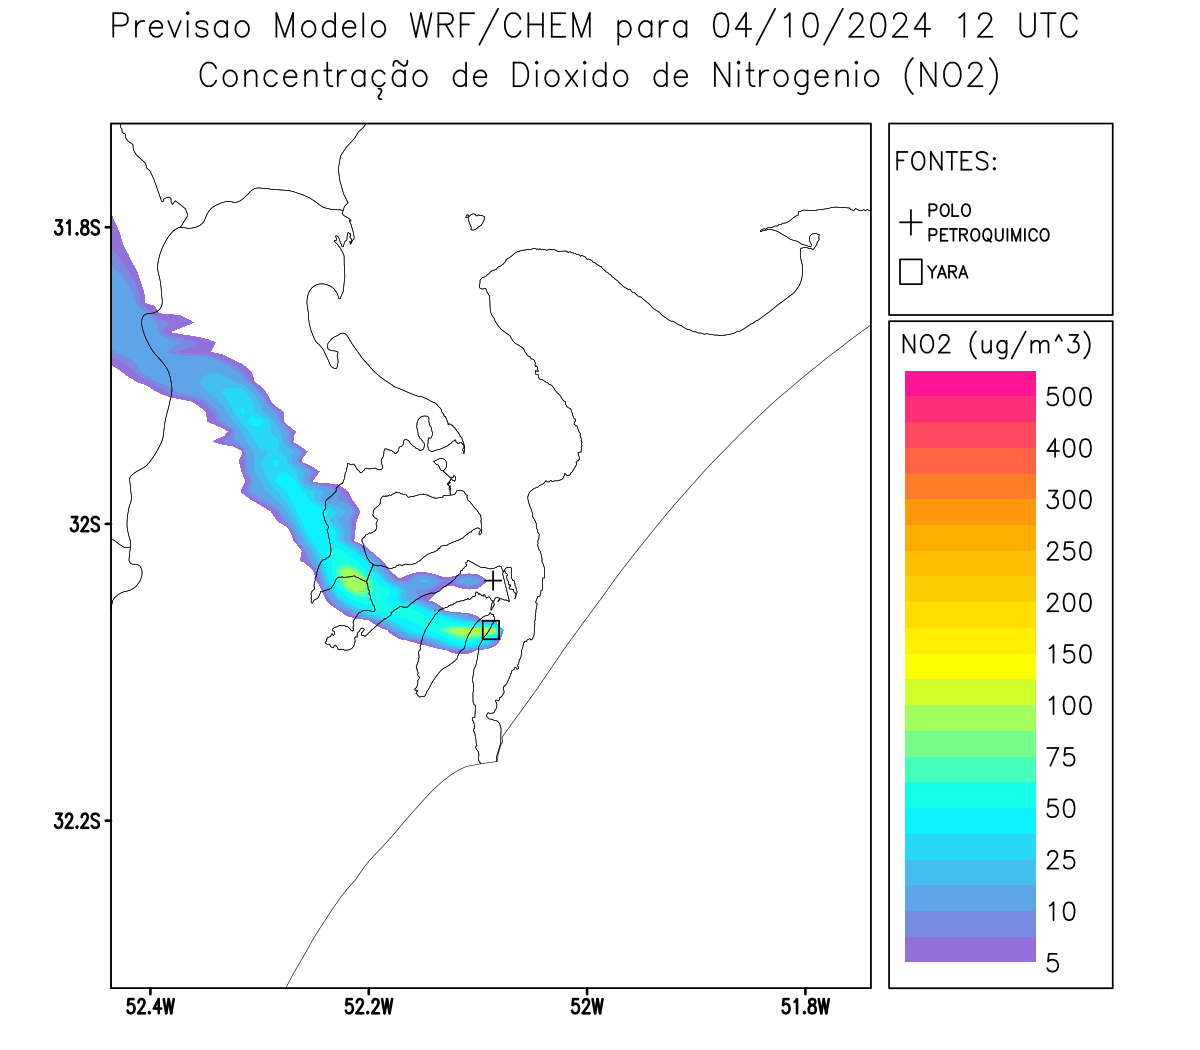 Previsao Modelo WRF/CHEM para 04/10/2024 12 UTC
Concentração de Dioxido de Nitrogenio (NO2)
FONTES:
POLO
PETROQUIMICO
YARA
NO2 (ug/m^3)
500
400
300
250
200
150
100
75
50
25
10
5
31.8S
32S
32.2S
52.4W
52.2W
52W
51.8W